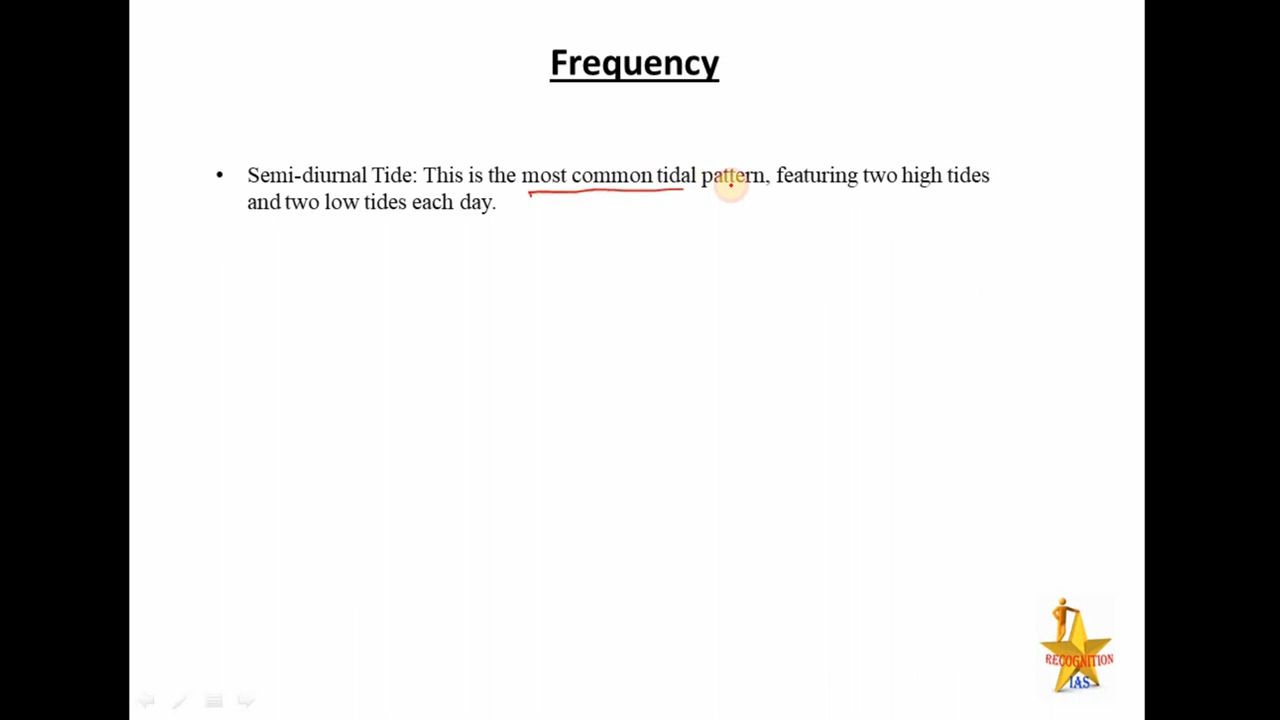 Frequency
• Semi-diurnal Tide: This is the most common tidal pattern, featuring two high tides
and two low tides each day.
RECOGNITION
IAS